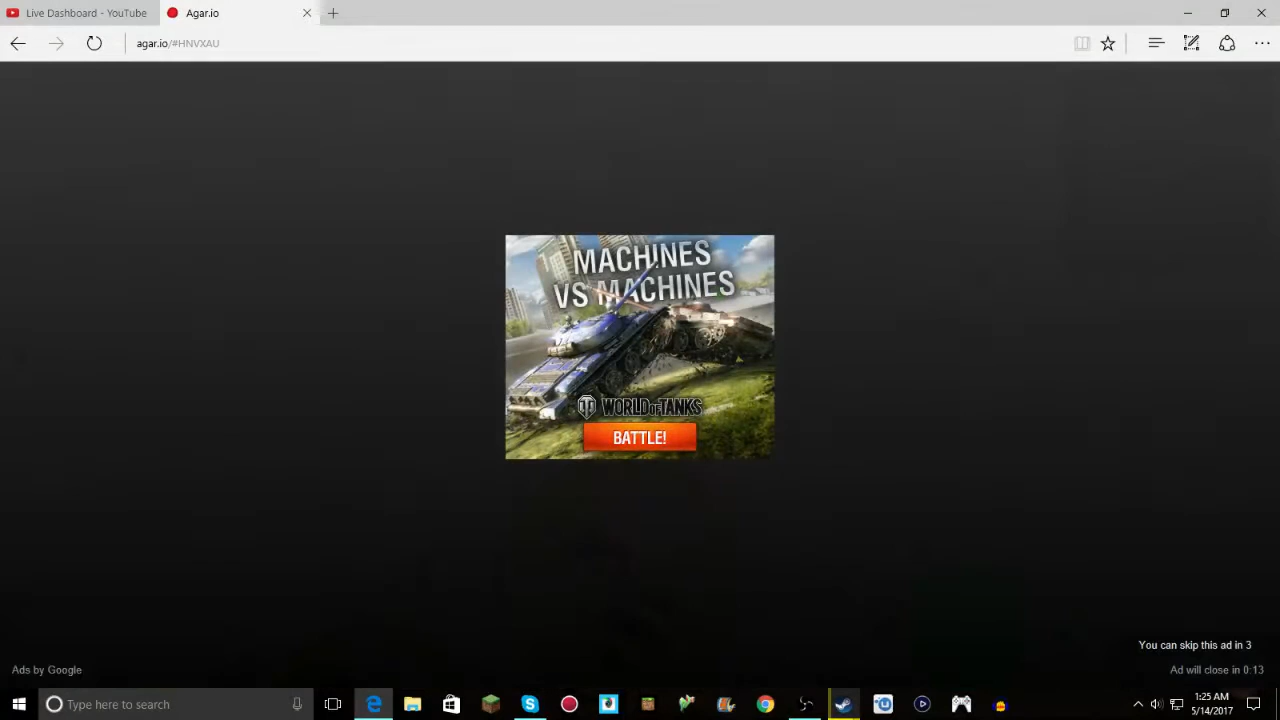 Live Dashboard - YouTube
Agar.io
agar.io/#HNVXAU
MACHINES
VS MACHINES
WORLD OF TANKS
BATTLE!
You can skip this ad in 3
Ads by Google
Ad will close in 0:13
Type here to search
1:25 AM
5/14/2017